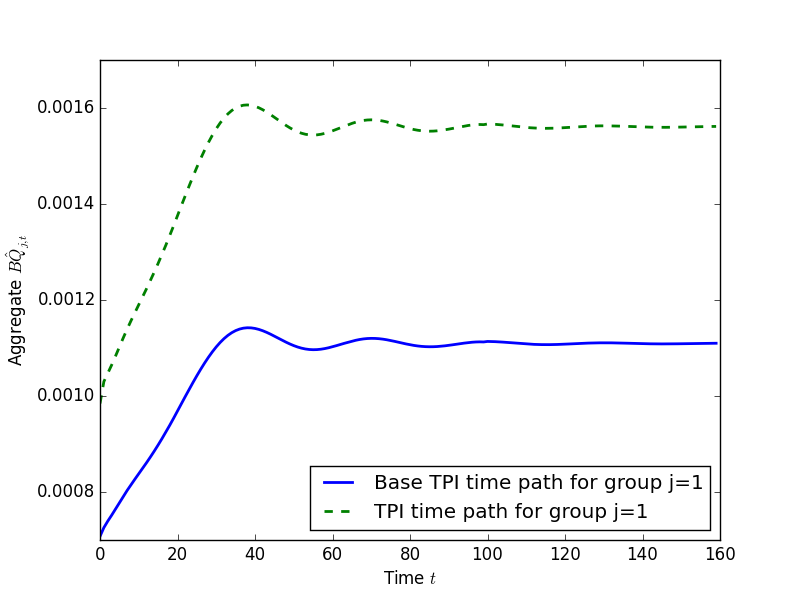 0.0016
0.0014
0.0012
0.0010
0.0008
Aggregate $\hat{BQ}_{j,t}$
Base TPI time path for group j=1
TPI time path for group j=1
0 20 40 60 80 100 120 140 160
Time t